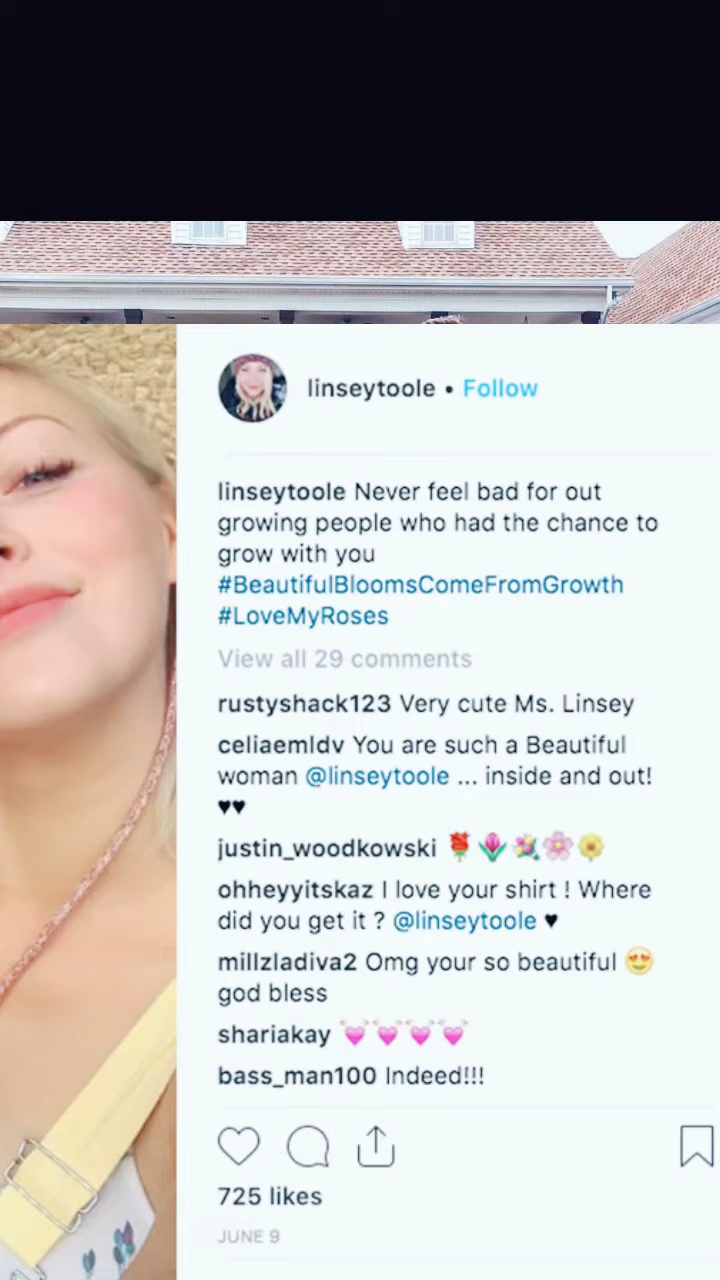 linseytoole • Follow
linseytoole Never feel bad for out
growing people who had the chance to
grow with you
#BeautifulBloomsComeFromGrowth
#LoveMyRoses
View all 29 comments
rustyshack123 Very cute Ms. Linsey
celiaemldv You are such a Beautiful
woman @linseytoole ... inside and out!
♥♥
justin_woodkowski 🌹🌷💐🌸🌼
ohheyyitskaz I love your shirt ! Where
did you get it ? @linseytoole ♥
millzladiva2 Omg your so beautiful 😍
god bless
shariakay 💓💓💓💓
bass_man100 Indeed!!!
725 likes
JUNE 9